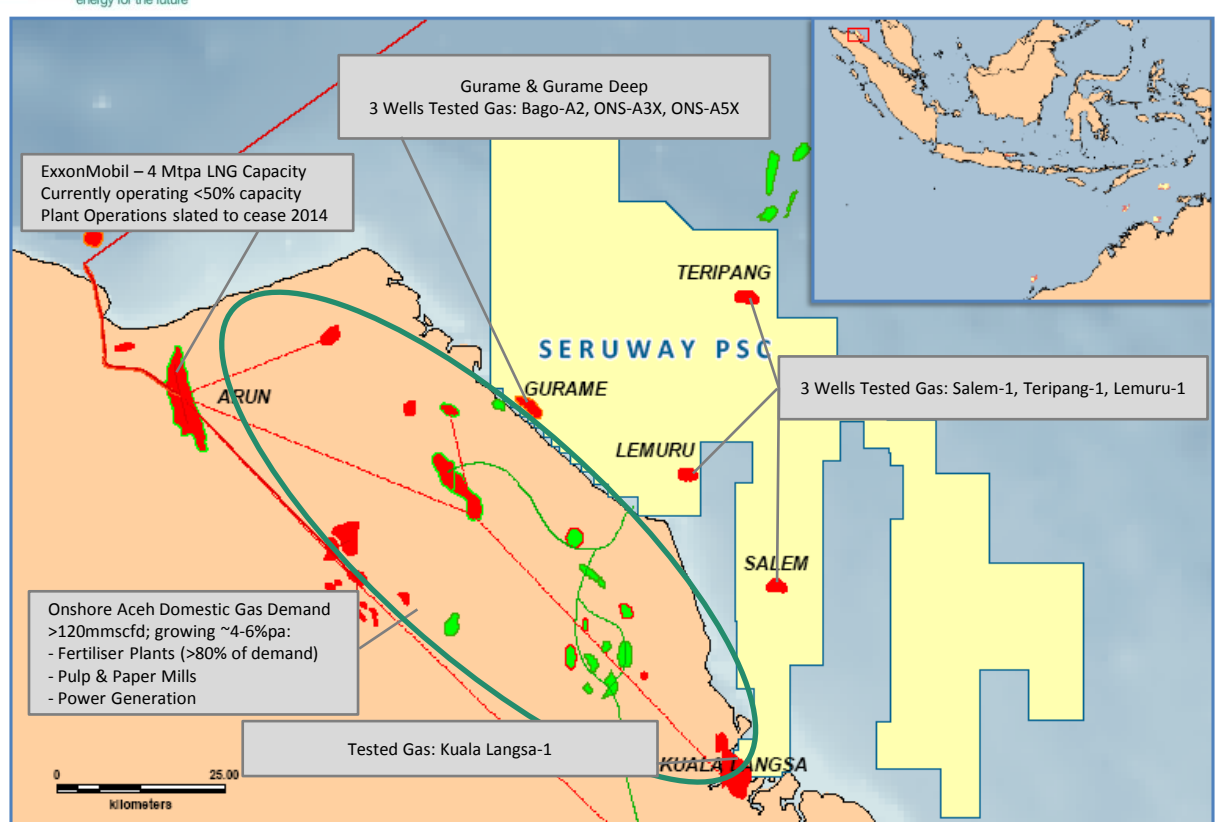 energy for the future
Gurame & Gurame Deep
3 Wells Tested Gas: Bago-A2, ONS-A3X, ONS-A5X
ExxonMobil – 4 Mtpa LNG Capacity
Currently operating <50% capacity
Plant Operations slated to cease 2014
TERIPANG
SERUWAY PSC
3 Wells Tested Gas: Salem-1, Teripang-1, Lemuru-1
ARUN
GURAME
LEMURU
SALEM
Onshore Aceh Domestic Gas Demand
>120mmscfd; growing ~4-6%pa:
- Fertiliser Plants (>80% of demand)
- Pulp & Paper Mills
- Power Generation
Tested Gas: Kuala Langsa-1
KUALA LANGSA
0 25.00
kilometers